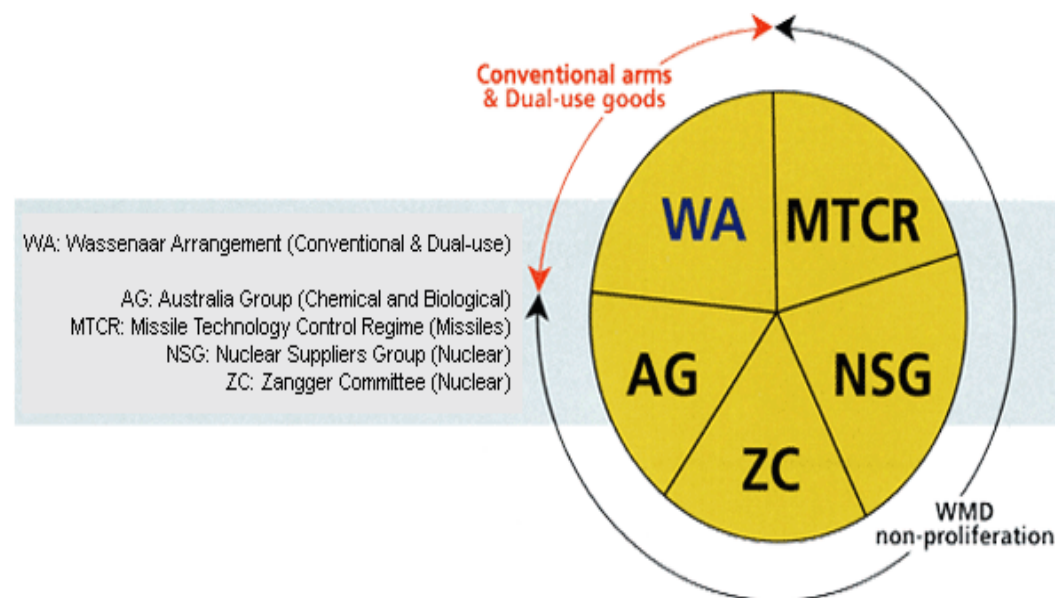 Conventional arms
& Dual-use goods
WA
MTCR
WA: Wassenaar Arrangement (Conventional & Dual-use)
AG: Australia Group (Chemical and Biological)
MTCR: Missile Technology Control Regime (Missiles)
NSG: Nuclear Suppliers Group (Nuclear)
ZC: Zangger Committee (Nuclear)
AG
NSG
ZC
WMD
non-proliferation